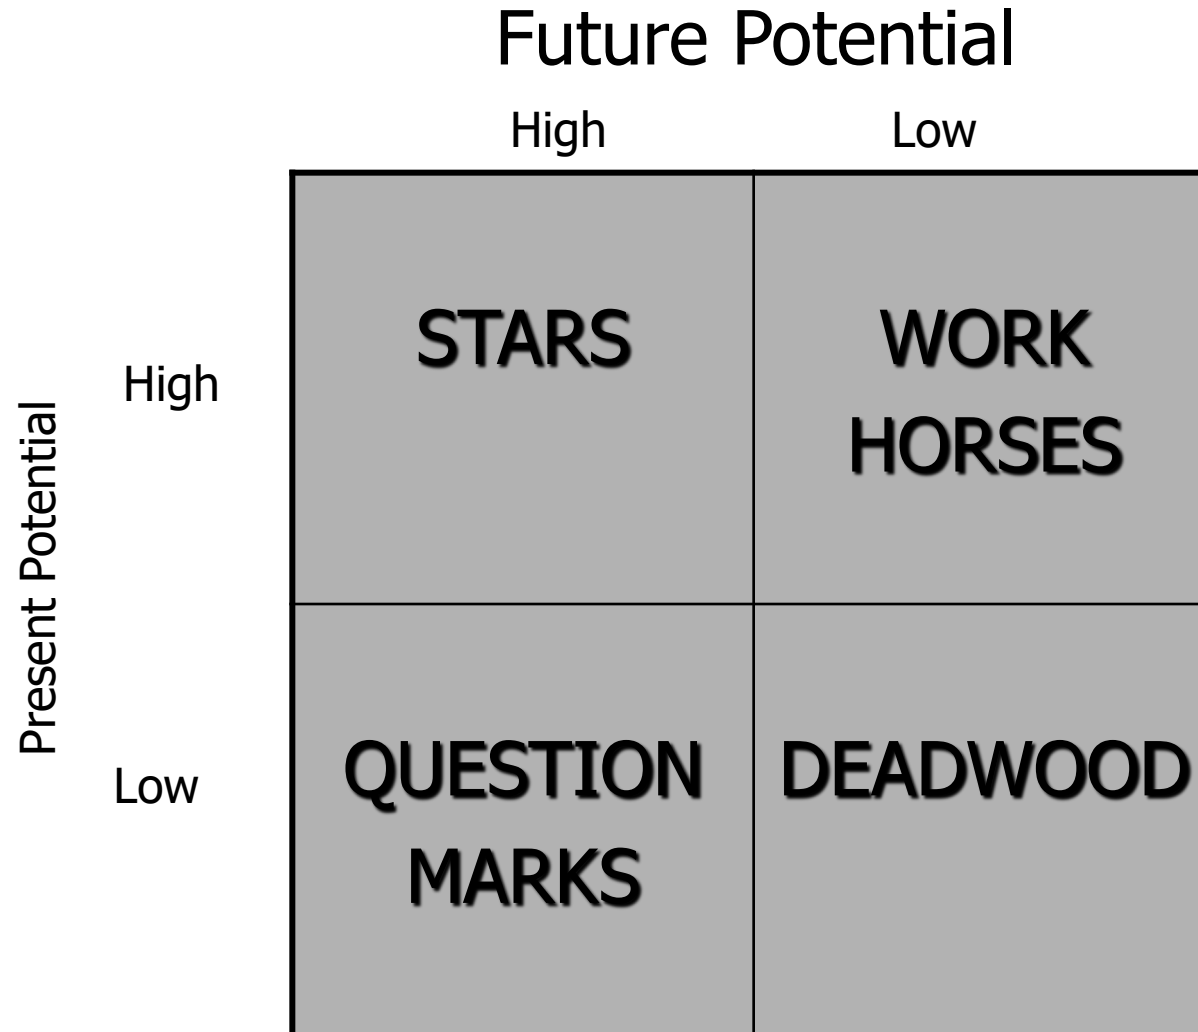 Future Potential
High Low
STARS
WORK
HORSES
High
Present Potential
Low
QUESTION
MARKS
DEADWOOD